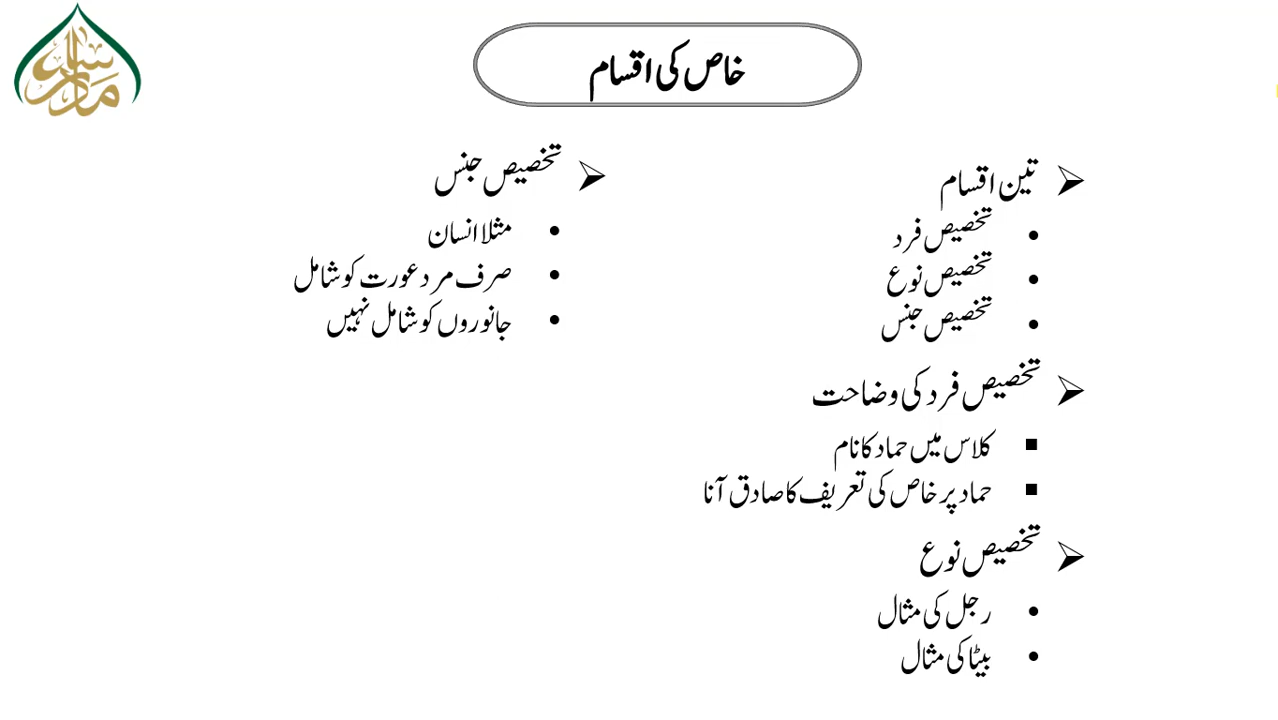 خاص کی اقسام
تین اقسام
تخصیص فرد
تخصیص نوع
تخصیص جنس
تخصیص فرد کی وضاحت
کلاس میں حماد کا نام
حماد پر خاص کی تعریف کا صادق آنا
تخصیص نوع
رجل کی مثال
بیٹا کی مثال
تخصیص جنس
مثلا انسان
صرف مرد عورت کو شامل
جانوروں کو شامل نہیں